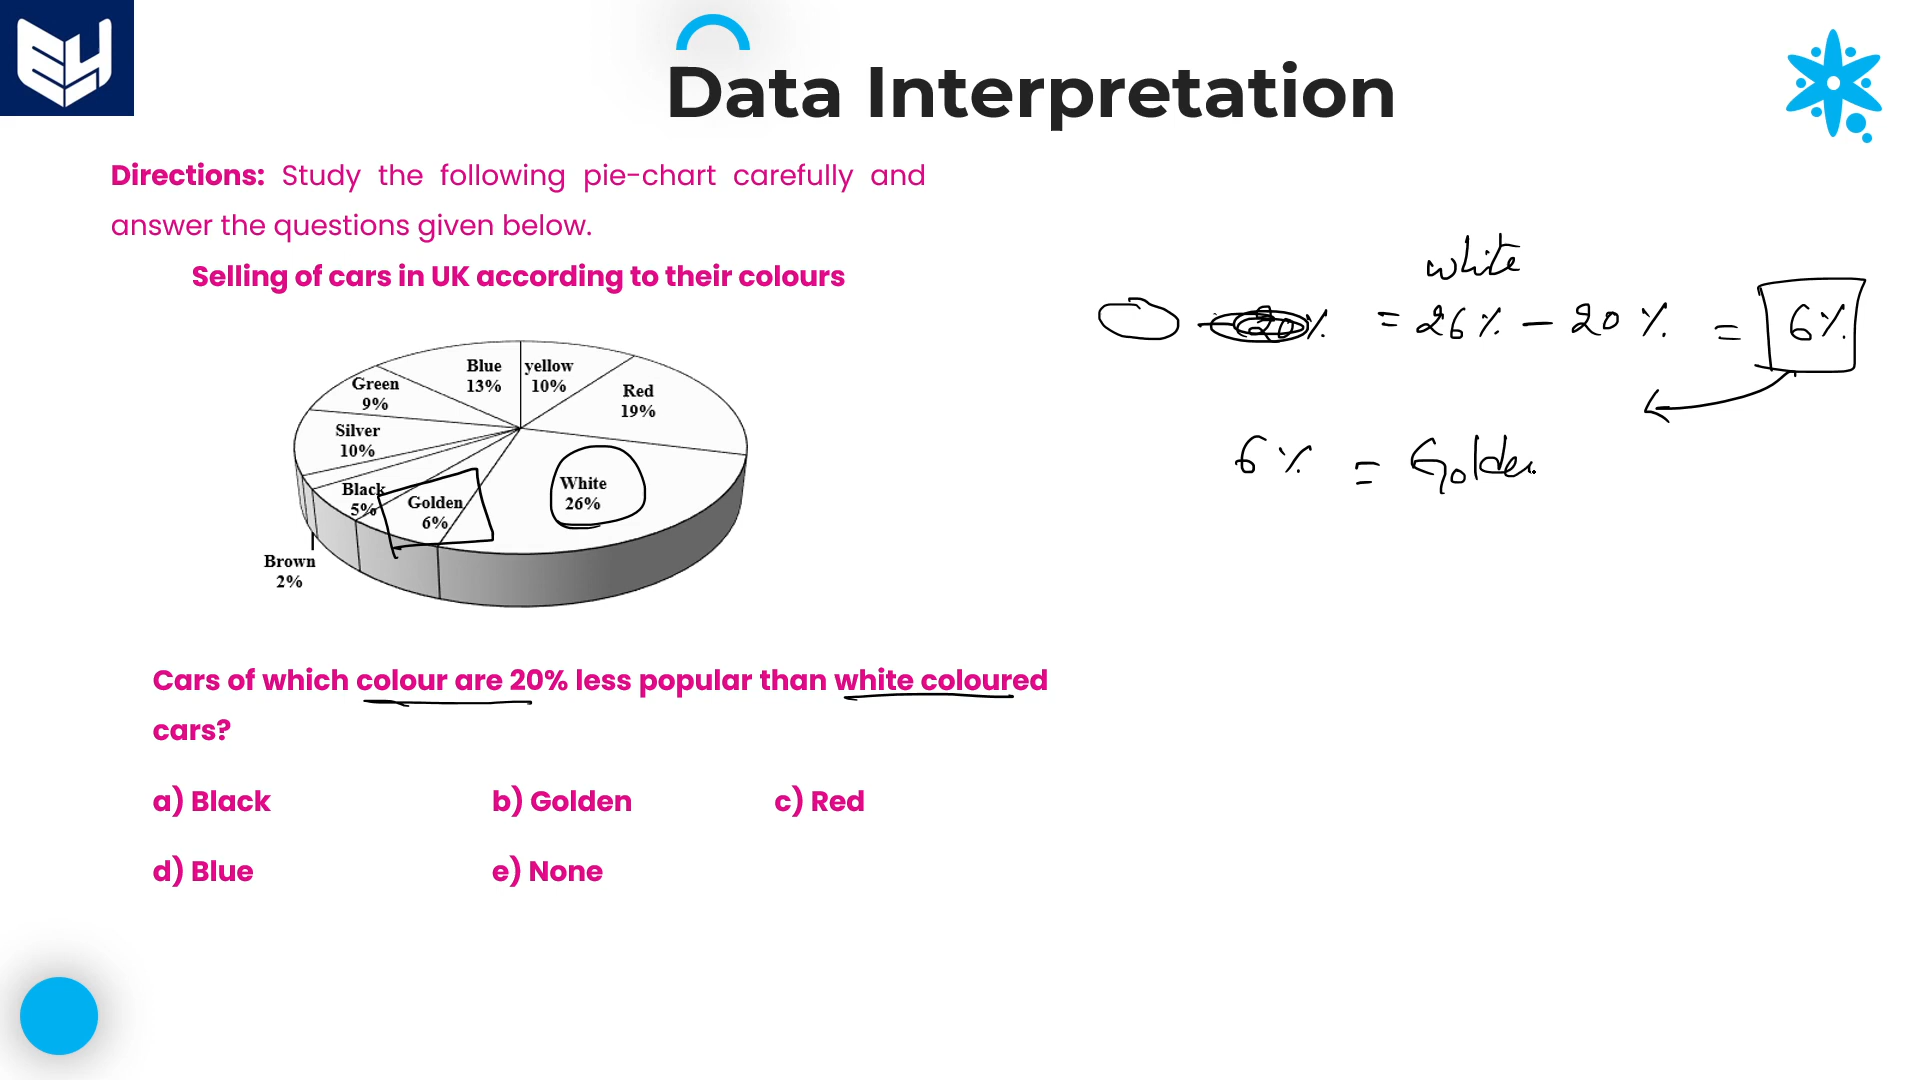 Data Interpretation
Directions: Study the following pie-chart carefully and
answer the questions given below.
Selling of cars in UK according to their colours
white
20% = 26% - 20% = 6%
6% = Golden
Blue
13%
yellow
10%
Red
19%
Green
9%
Silver
10%
White
26%
Black
5%
Golden
6%
Brown
2%
Cars of which colour are 20% less popular than white coloured
cars?
a) Black b) Golden c) Red
d) Blue e) None